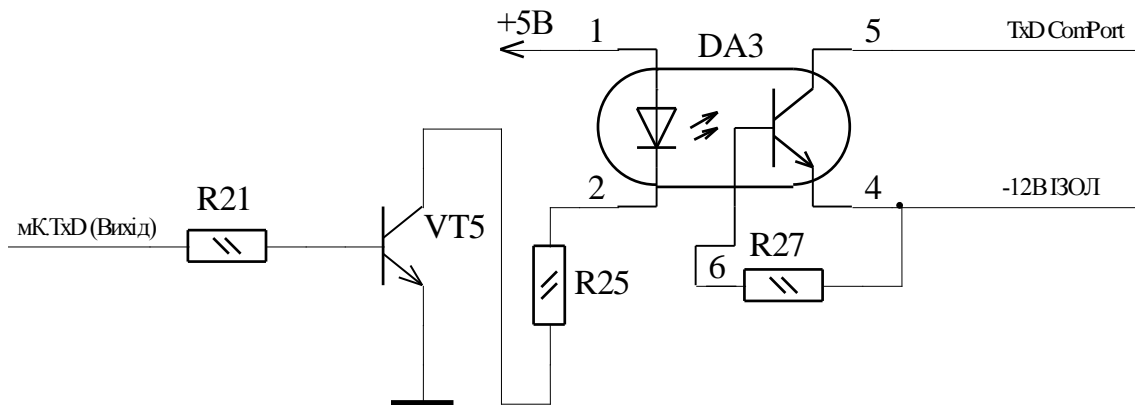 +5В
1
DA3
5
TxD ComPort
2
4
-12В ІЗОЛ
R21
мК.TxD (Вихід)
VT5
R25
6
R27